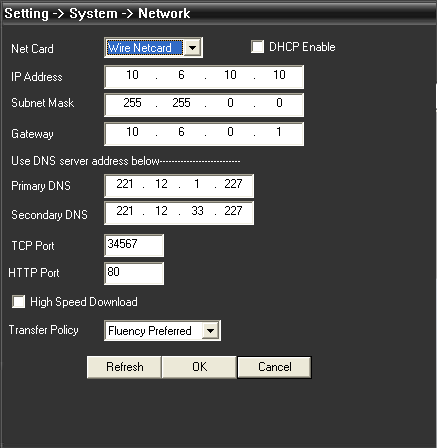 Setting -> System -> Network
Net Card Wire Netcard DHCP Enable
IP Address 10 . 6 . 10 . 10
Subnet Mask 255 . 255 . 0 . 0
Gateway 10 . 6 . 0 . 1
Use DNS server address below---------------------------
Primary DNS 221 . 12 . 1 . 227
Secondary DNS 221 . 12 . 33 . 227
TCP Port 34567
HTTP Port 80
High Speed Download
Transfer Policy Fluency Preferred
Refresh OK Cancel